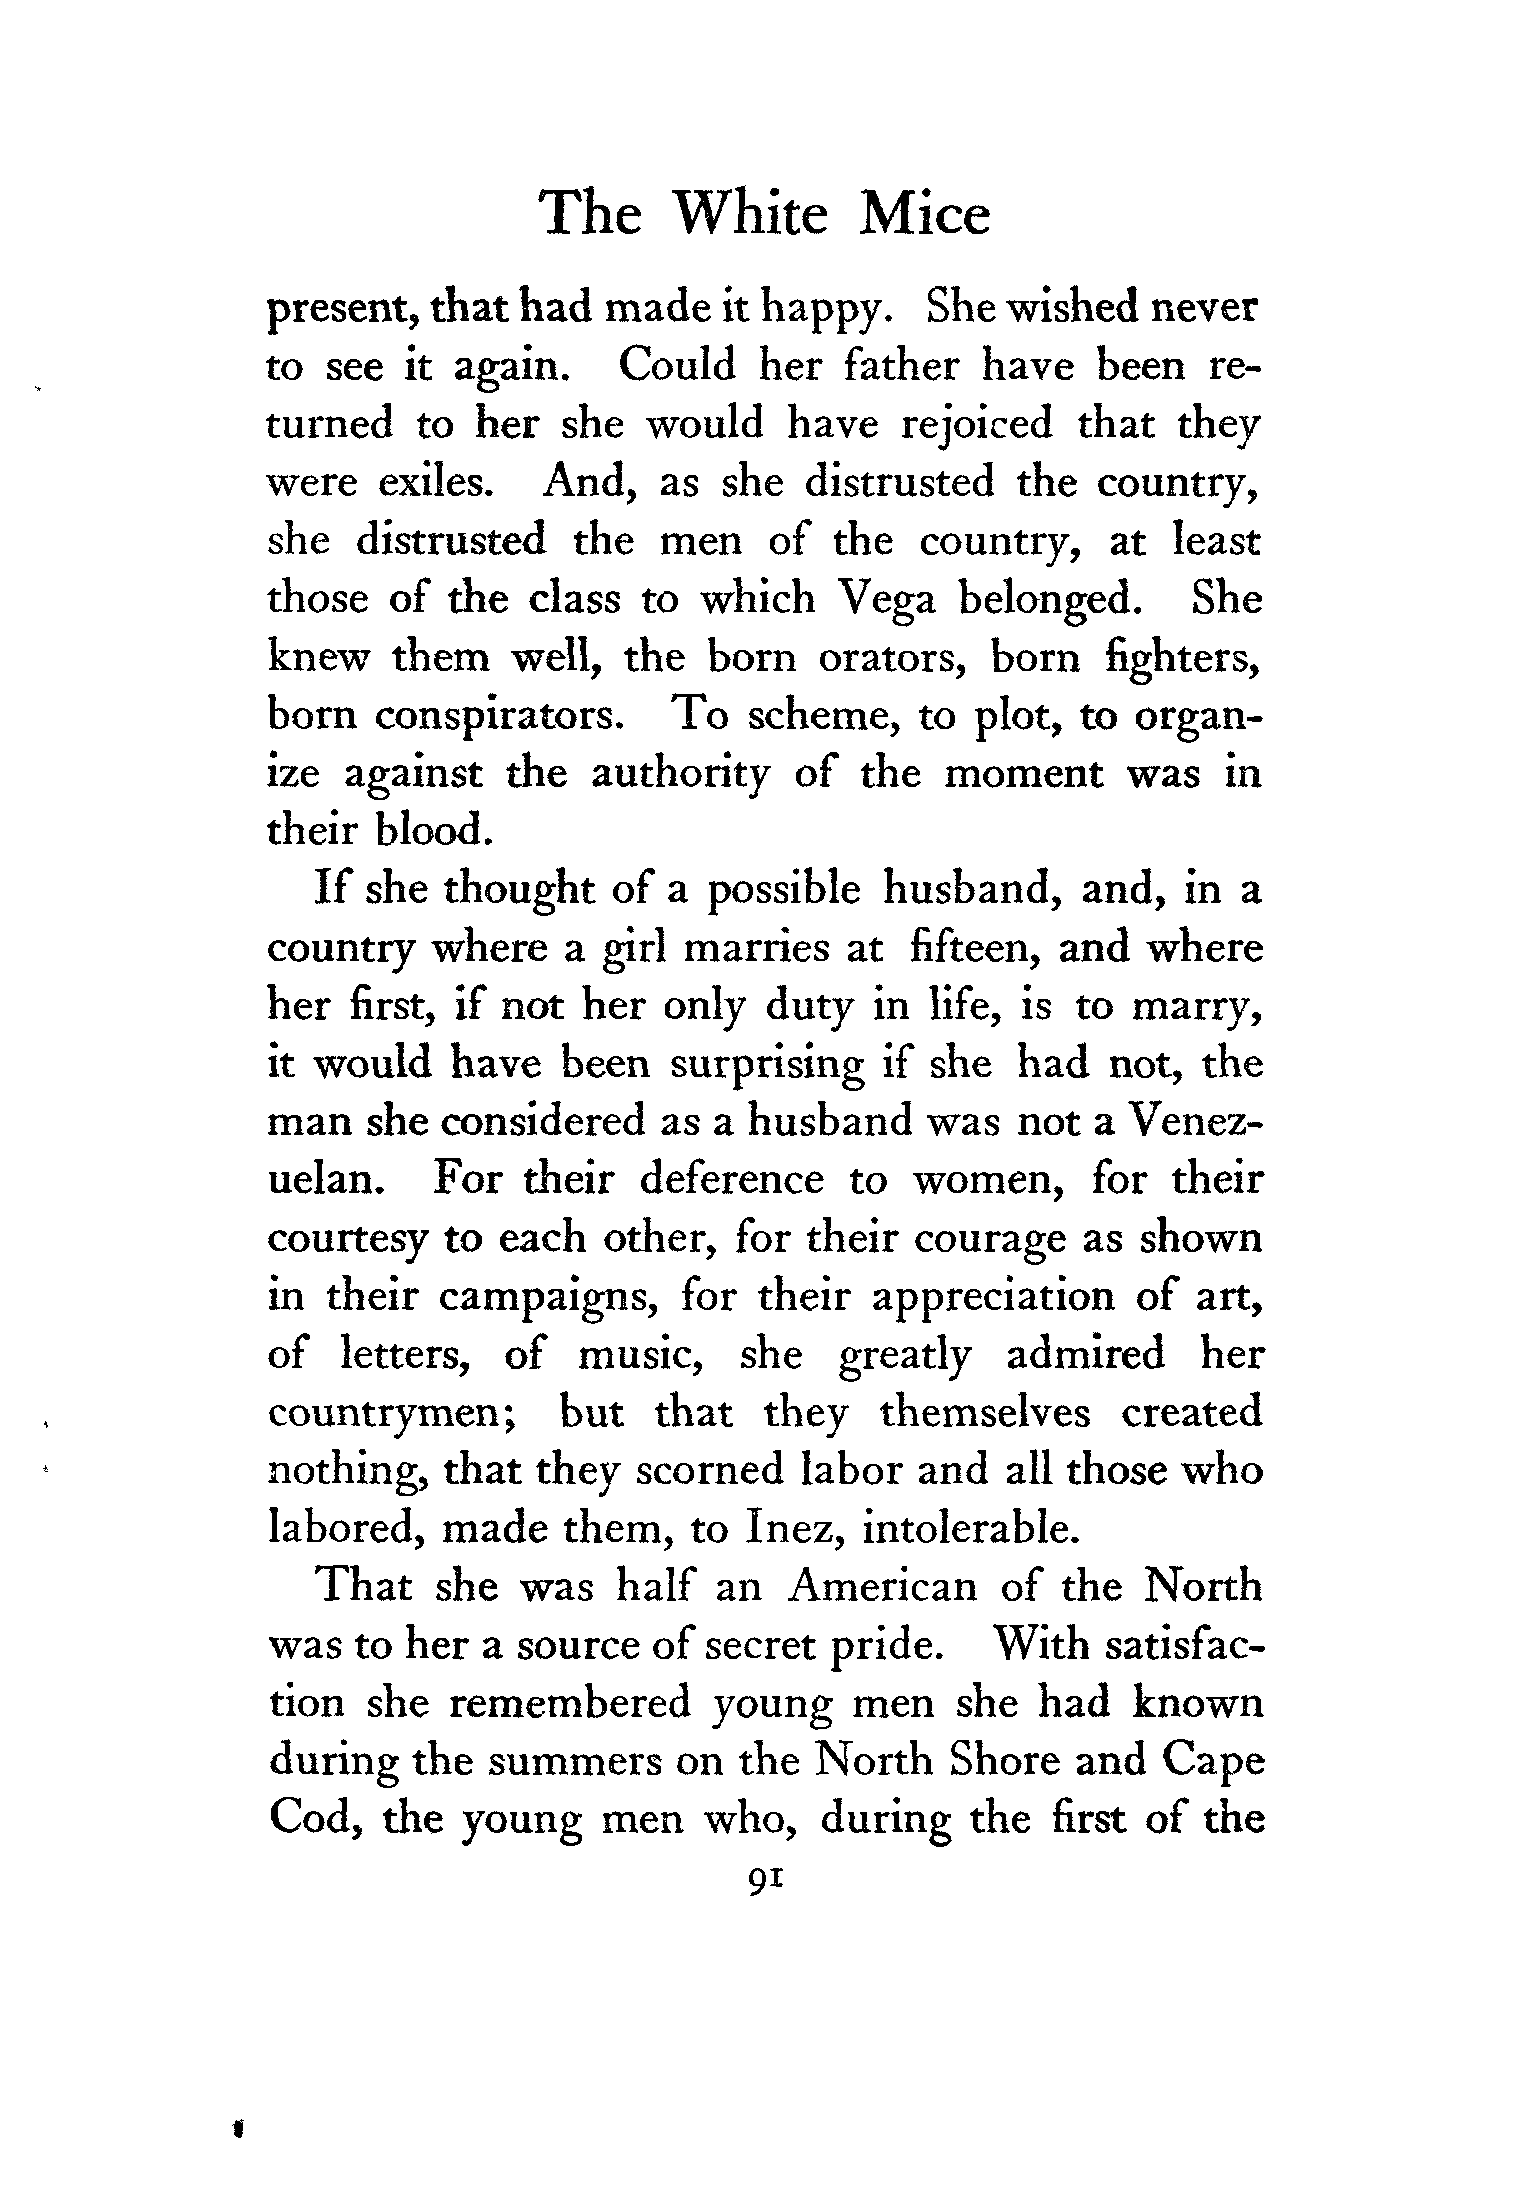 The White Mice
present, that had made it happy. She wished never
to see it again. Could her father have been re-
turned to her she would have rejoiced that they
were exiles. And, as she distrusted the country,
she distrusted the men of the country, at least
those of the class to which Vega belonged. She
knew them well, the born orators, born fighters,
born conspirators. To scheme, to plot, to organ-
ize against the authority of the moment was in
their blood.
If she thought of a possible husband, and, in a
country where a girl marries at fifteen, and where
her first, if not her only duty in life, is to marry,
it would have been surprising if she had not, the
man she considered as a husband was not a Venez-
uelan. For their deference to women, for their
courtesy to each other, for their courage as shown
in their campaigns, for their appreciation of art,
of letters, of music, she greatly admired her
countrymen; but that they themselves created
nothing, that they scorned labor and all those who
labored, made them, to Inez, intolerable.
That she was half an American of the North
was to her a source of secret pride. With satisfac-
tion she remembered young men she had known
during the summers on the North Shore and Cape
Cod, the young men who, during the first of the
91